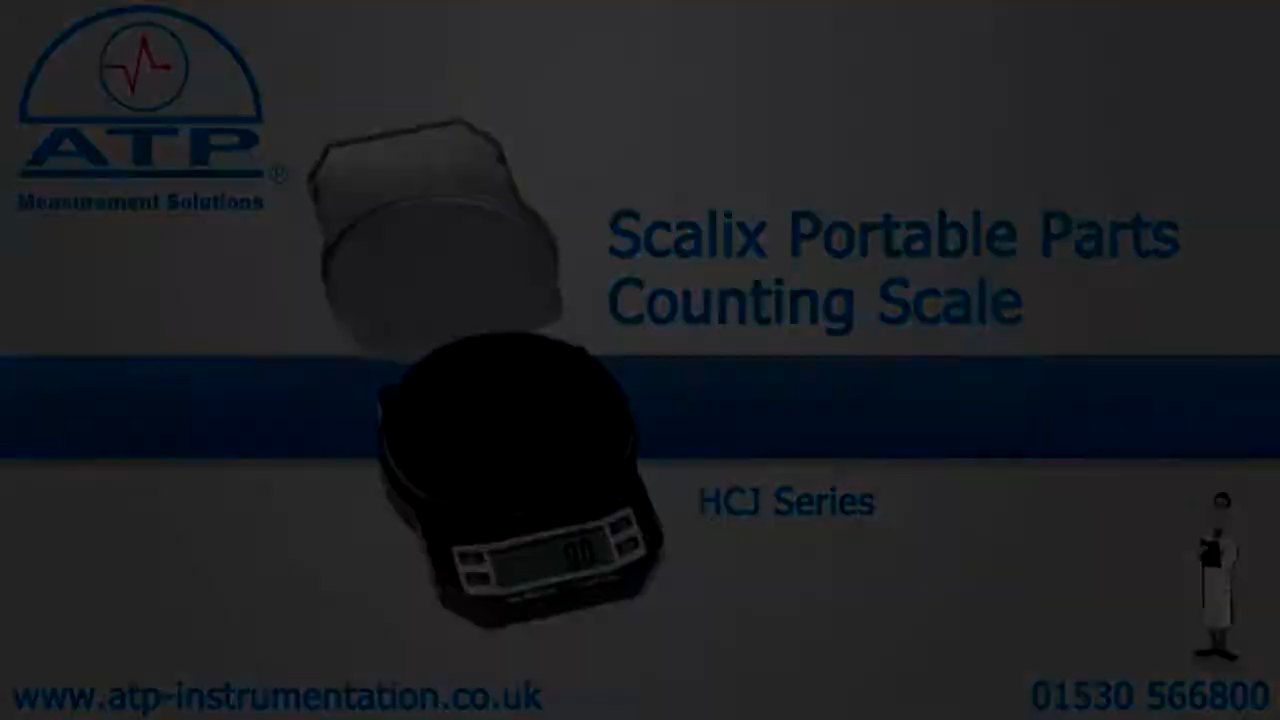 ATP
®
Measurement Solutions
Scalix Portable Parts
Counting Scale
HCJ Series
www.atp-instrumentation.co.uk
01530 566800